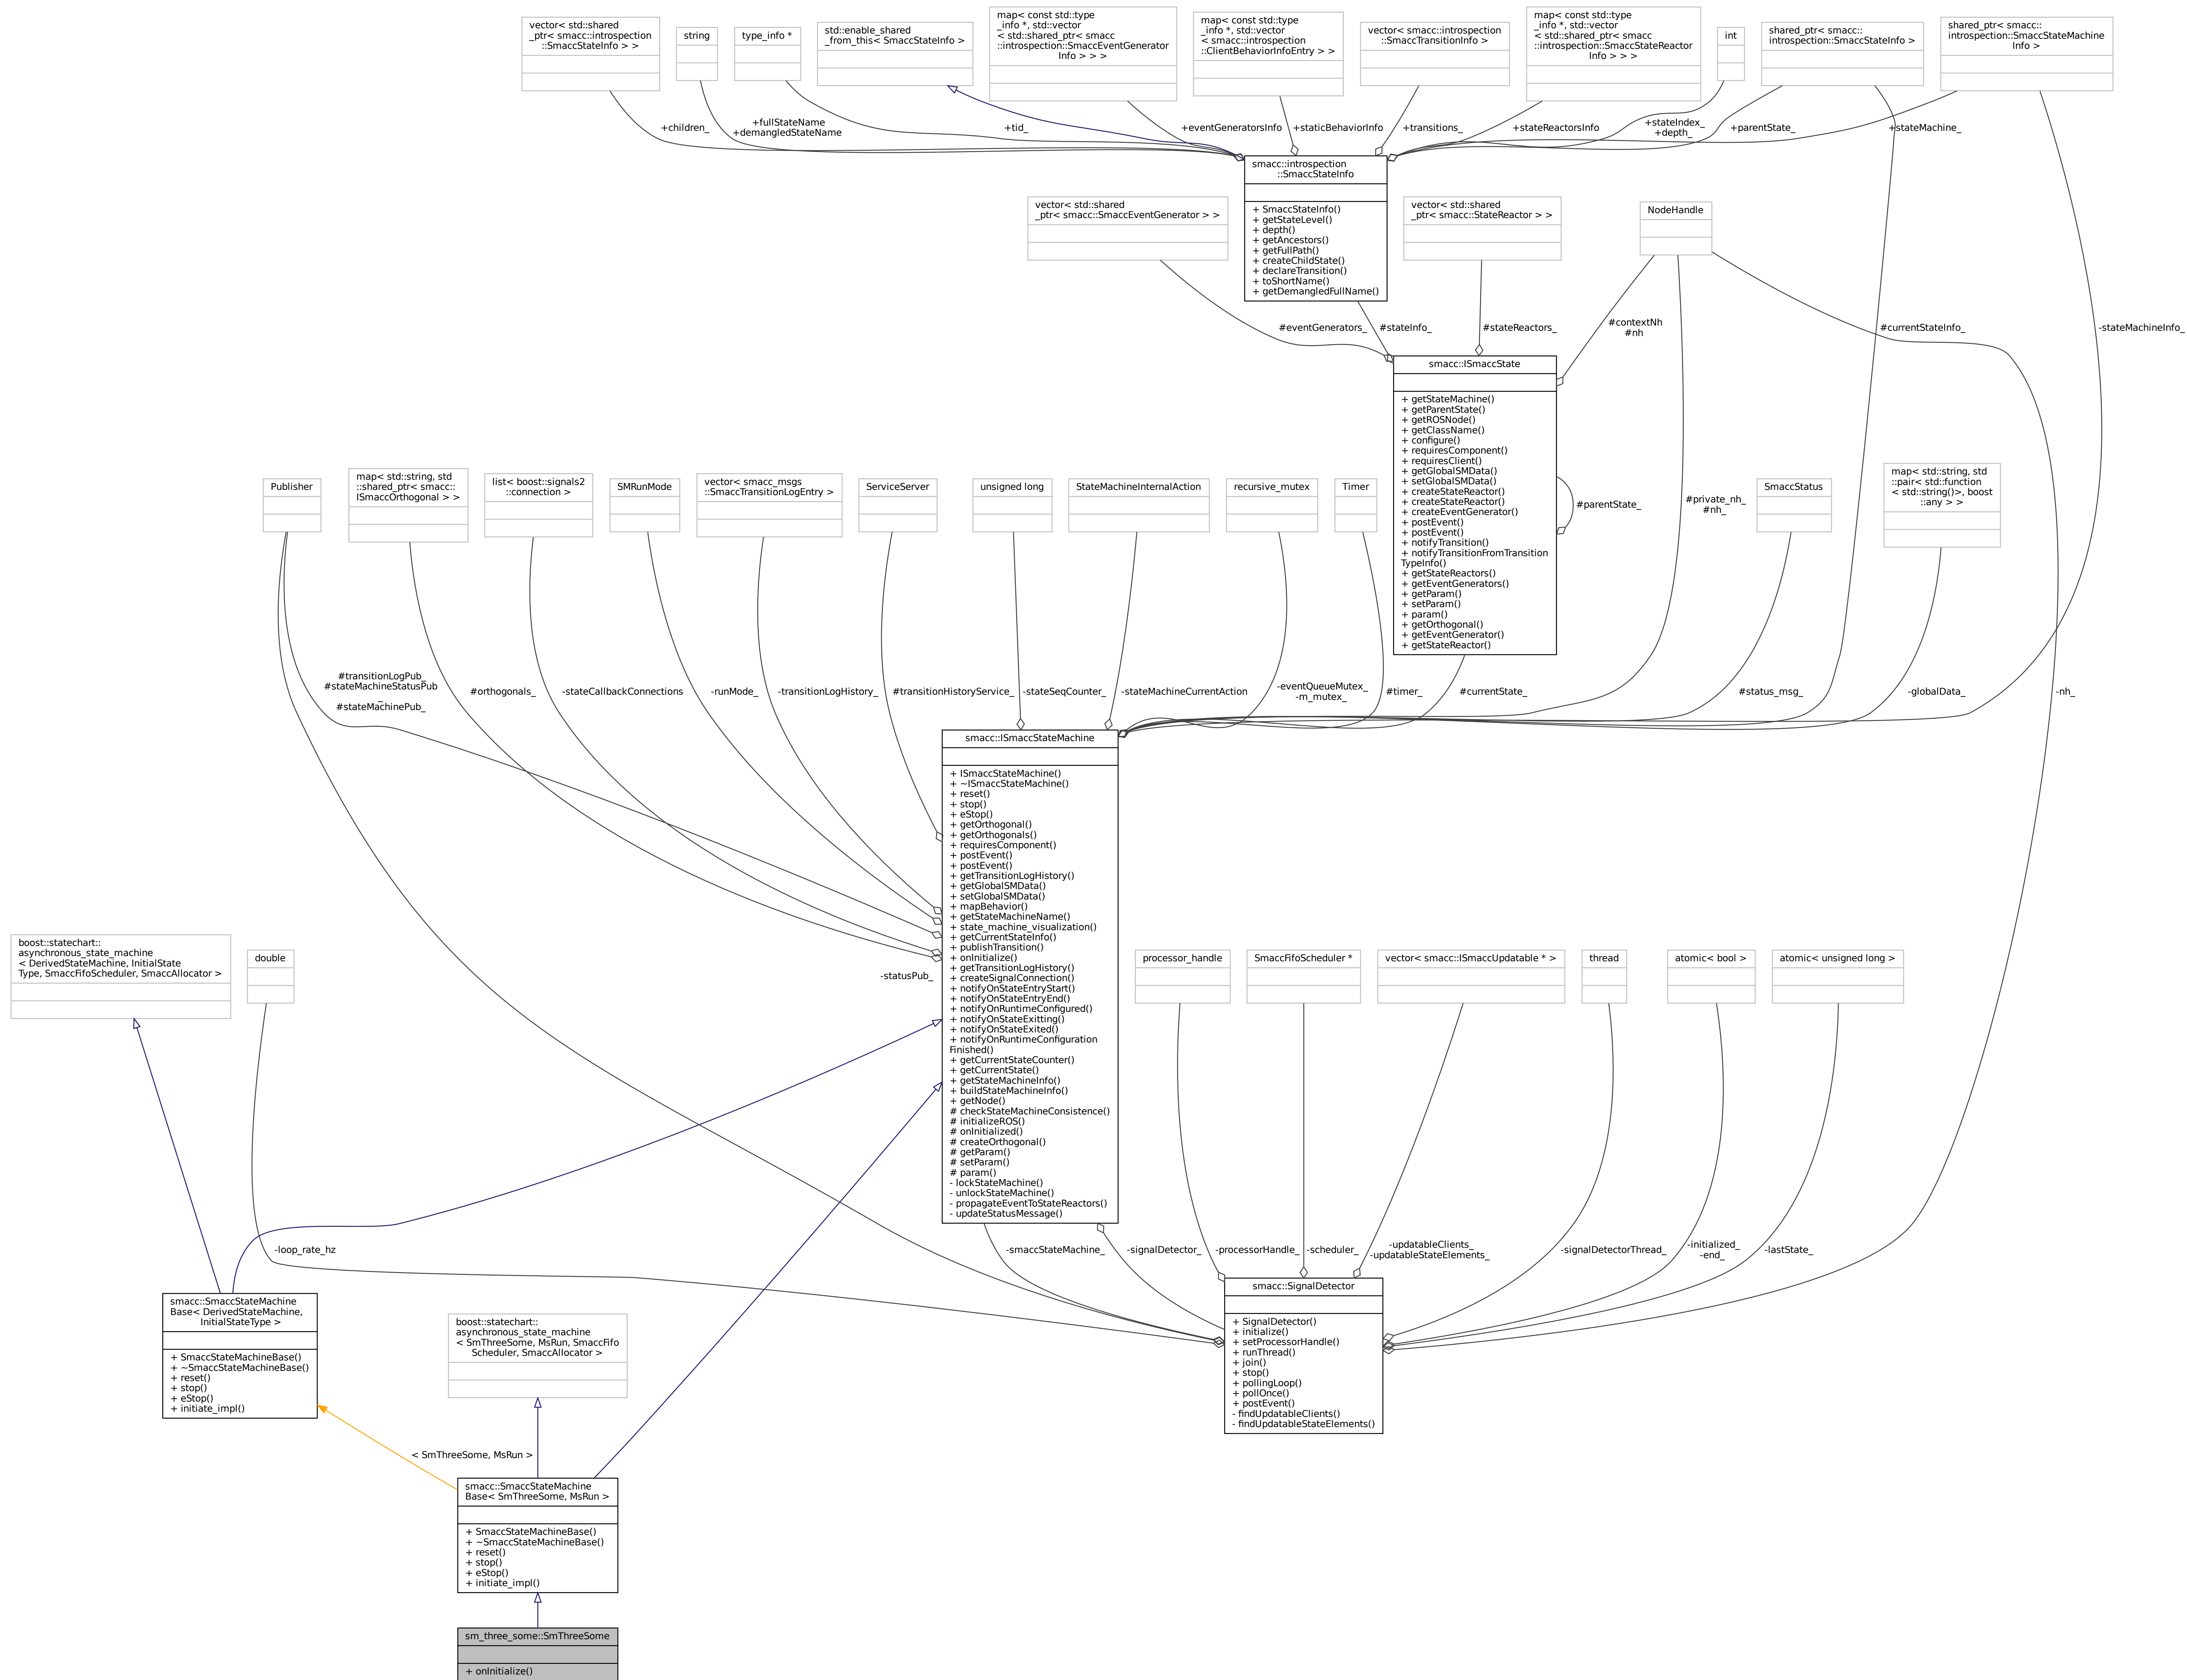 vector< std::shared
_ptr< smacc::introspection
::SmaccStateInfo > >
string
type_info *
std::enable_shared
_from_this< SmaccStateInfo >
map< const std::type
_info *, std::vector
< std::shared_ptr< smacc
::introspection::SmaccEventGenerator
Info > > >
map< const std::type
_info *, std::vector
< smacc::introspection
::ClientBehaviorInfoEntry > >
vector< smacc::introspection
::SmaccTransitionInfo >
map< const std::type
_info *, std::vector
< std::shared_ptr< smacc
::introspection::SmaccStateReactor
Info > > >
int
shared_ptr< smacc::
introspection::SmaccStateInfo >
shared_ptr< smacc::
introspection::SmaccStateMachine
Info >
+children_
+fullStateName
+demangledStateName
+tid_
+eventGeneratorsInfo
+staticBehaviorInfo
+transitions_
+stateReactorsInfo
+stateIndex_
+depth_
+parentState_
+stateMachine_
smacc::introspection
::SmaccStateInfo
+ SmaccStateInfo()
+ getStateLevel()
+ depth()
+ getAncestors()
+ getFullPath()
+ createChildState()
+ declareTransition()
+ toShortName()
+ getDemangledFullName()
vector< std::shared
_ptr< smacc::SmaccEventGenerator > >
vector< std::shared
_ptr< smacc::StateReactor > >
NodeHandle
#eventGenerators_
#stateInfo_
#stateReactors_
#contextNh
#nh
#currentStateInfo_
-stateMachineInfo_
smacc::ISmaccState
+ getStateMachine()
+ getParentState()
+ getROSNode()
+ getClassName()
+ configure()
+ requiresComponent()
+ requiresClient()
+ getGlobalSMData()
+ setGlobalSMData()
+ createStateReactor()
+ createStateReactor()
+ createEventGenerator()
+ postEvent()
+ postEvent()
+ notifyTransition()
+ notifyTransitionFromTransition
TypeInfo()
+ getStateReactors()
+ getEventGenerators()
+ getParam()
+ setParam()
+ param()
+ getOrthogonal()
+ getEventGenerator()
+ getStateReactor()
#parentState_
#private_nh_
#nh_
Publisher
map< std::string, std
::shared_ptr< smacc::
ISmaccOrthogonal > >
list< boost::signals2
::connection >
SMRunMode
vector< smacc_msgs
::SmaccTransitionLogEntry >
ServiceServer
unsigned long
StateMachineInternalAction
recursive_mutex
Timer
SmaccStatus
map< std::string, std
::pair< std::function
< std::string()>, boost
::any > >
#transitionLogPub_
#stateMachineStatusPub
_
#stateMachinePub_
#orthogonals_
-stateCallbackConnections
-runMode_
-transitionLogHistory_
#transitionHistoryService_
-stateSeqCounter_
-stateMachineCurrentAction
-eventQueueMutex_
-m_mutex_
#timer_
#currentState_
#status_msg_
-globalData_
-nh_
smacc::ISmaccStateMachine
+ ISmaccStateMachine()
+ ~ISmaccStateMachine()
+ reset()
+ stop()
+ eStop()
+ getOrthogonal()
+ getOrthogonals()
+ requiresComponent()
+ postEvent()
+ postEvent()
+ getTransitionLogHistory()
+ getGlobalSMData()
+ setGlobalSMData()
+ mapBehavior()
+ getStateMachineName()
+ state_machine_visualization()
+ getCurrentStateInfo()
+ publishTransition()
+ onInitialize()
+ getTransitionLogHistory()
+ createSignalConnection()
+ notifyOnStateEntryStart()
+ notifyOnStateEntryEnd()
+ notifyOnRuntimeConfigured()
+ notifyOnStateExitting()
+ notifyOnStateExited()
+ notifyOnRuntimeConfiguration
Finished()
+ getCurrentStateCounter()
+ getCurrentState()
+ getStateMachineInfo()
+ buildStateMachineInfo()
+ getNode()
# checkStateMachineConsistence()
# initializeROS()
# onInitialized()
# createOrthogonal()
# getParam()
# setParam()
# param()
- lockStateMachine()
- unlockStateMachine()
- propagateEventToStateReactors()
- updateStatusMessage()
boost::statechart::
asynchronous_state_machine
< DerivedStateMachine, InitialState
Type, SmaccFifoScheduler, SmaccAllocator >
double
-statusPub_
processor_handle
SmaccFifoScheduler *
vector< smacc::ISmaccUpdatable * >
thread
atomic< bool >
atomic< unsigned long >
-loop_rate_hz
-smaccStateMachine_
-signalDetector_
-processorHandle_
-scheduler_
-updatableClients_
-updatableStateElements_
-signalDetectorThread_
-initialized_
-end_
-lastState_
smacc::SignalDetector
+ SignalDetector()
+ initialize()
+ setProcessorHandle()
+ runThread()
+ join()
+ stop()
+ pollingLoop()
+ pollOnce()
+ postEvent()
- findUpdatableClients()
- findUpdatableStateElements()
smacc::SmaccStateMachine
Base< DerivedStateMachine,
InitialStateType >
+ SmaccStateMachineBase()
+ ~SmaccStateMachineBase()
+ reset()
+ stop()
+ eStop()
+ initiate_impl()
boost::statechart::
asynchronous_state_machine
< SmThreeSome, MsRun, SmaccFifo
Scheduler, SmaccAllocator >
< SmThreeSome, MsRun >
smacc::SmaccStateMachine
Base< SmThreeSome, MsRun >
+ SmaccStateMachineBase()
+ ~SmaccStateMachineBase()
+ reset()
+ stop()
+ eStop()
+ initiate_impl()
sm_three_some::SmThreeSome
+ onInitialize()